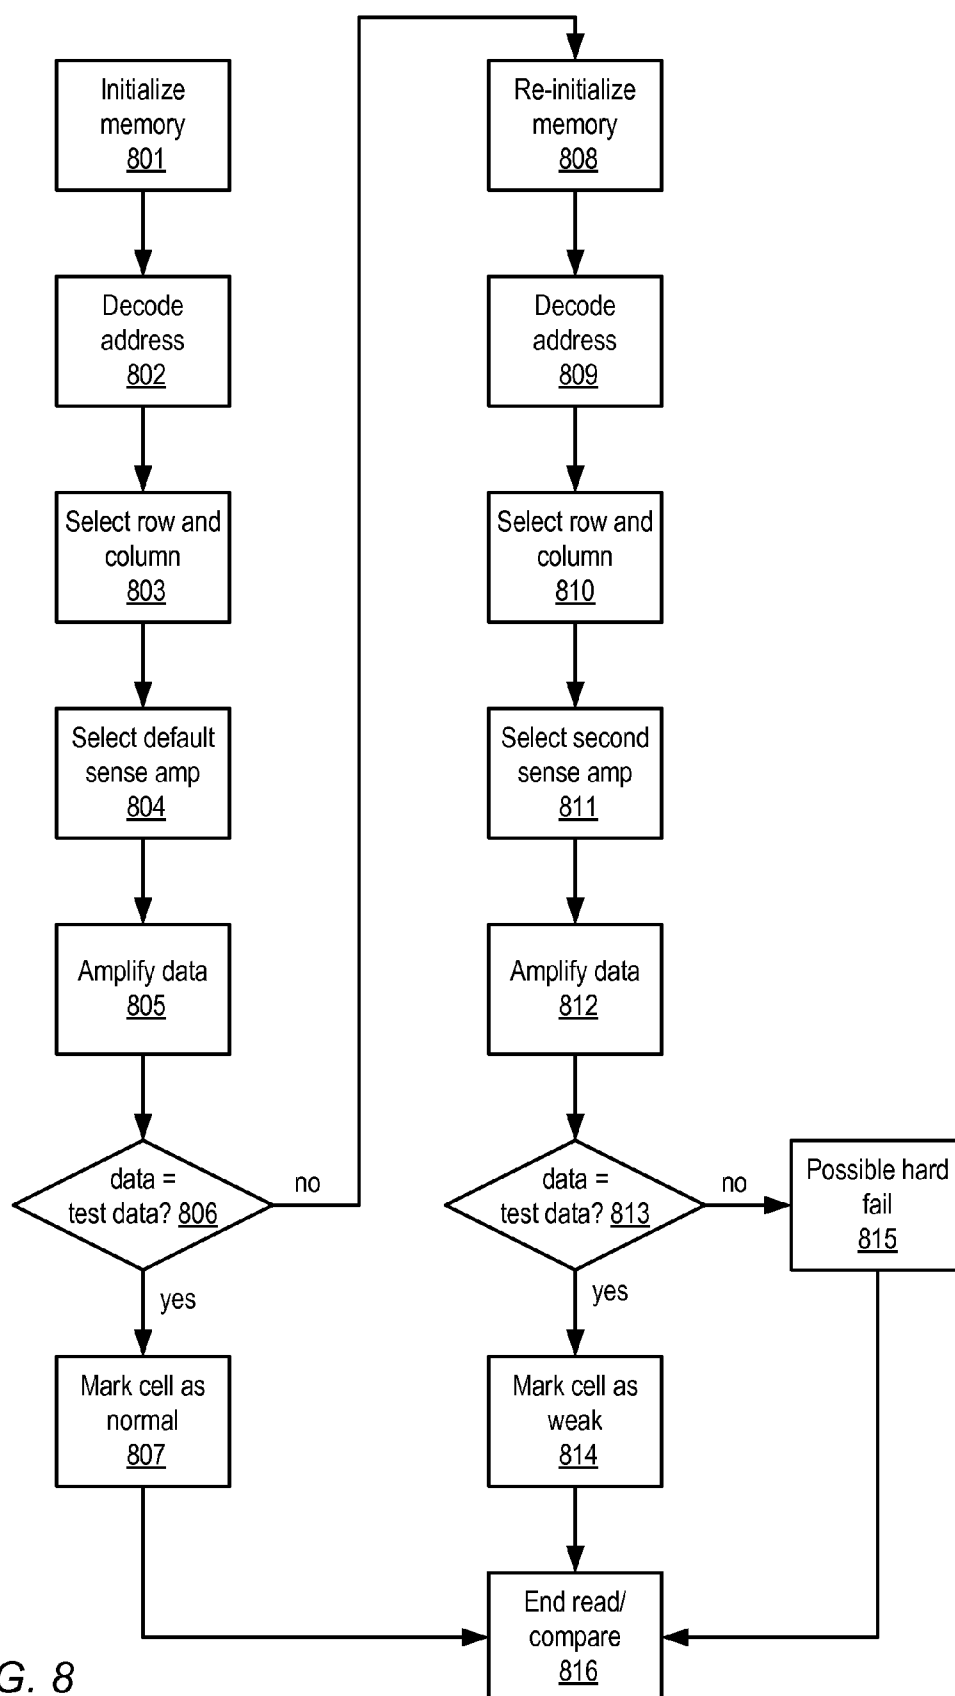 Initialize
memory
801
Decode
address
802
Select row and
column
803
Select default
sense amp
804
Amplify data
805
data =
test data? 806
no
yes
Mark cell as
normal
807
Re-initialize
memory
808
Decode
address
809
Select row and
column
810
Select second
sense amp
811
Amplify data
812
data =
test data? 813
no
yes
Possible hard
fail
815
Mark cell as
weak
814
End read/
compare
816
G. 8